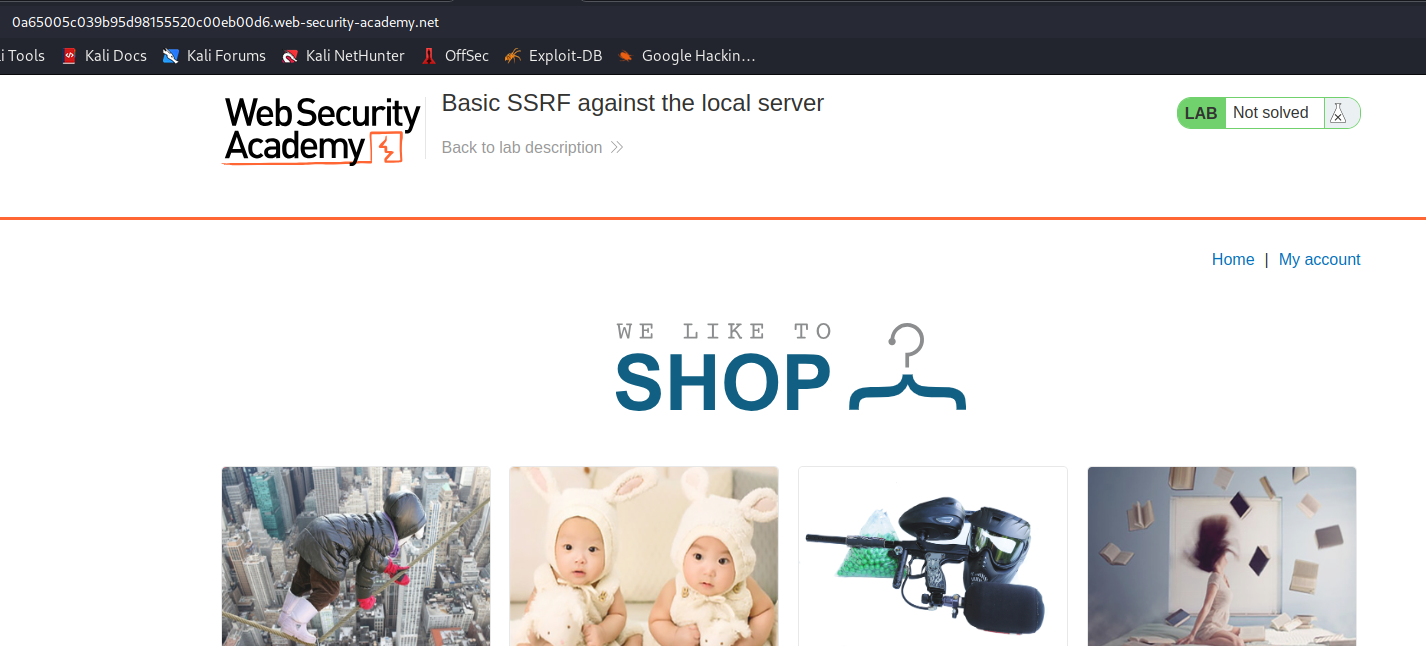 0a65005c039b95d98155520c00eb00d6.web-security-academy.net
i Tools Kali Docs Kali Forums Kali NetHunter OffSec Exploit-DB Google Hackin…
Web Security
Academy
Basic SSRF against the local server
Back to lab description
LAB Not solved
Home | My account
WE LIKE TO
SHOP